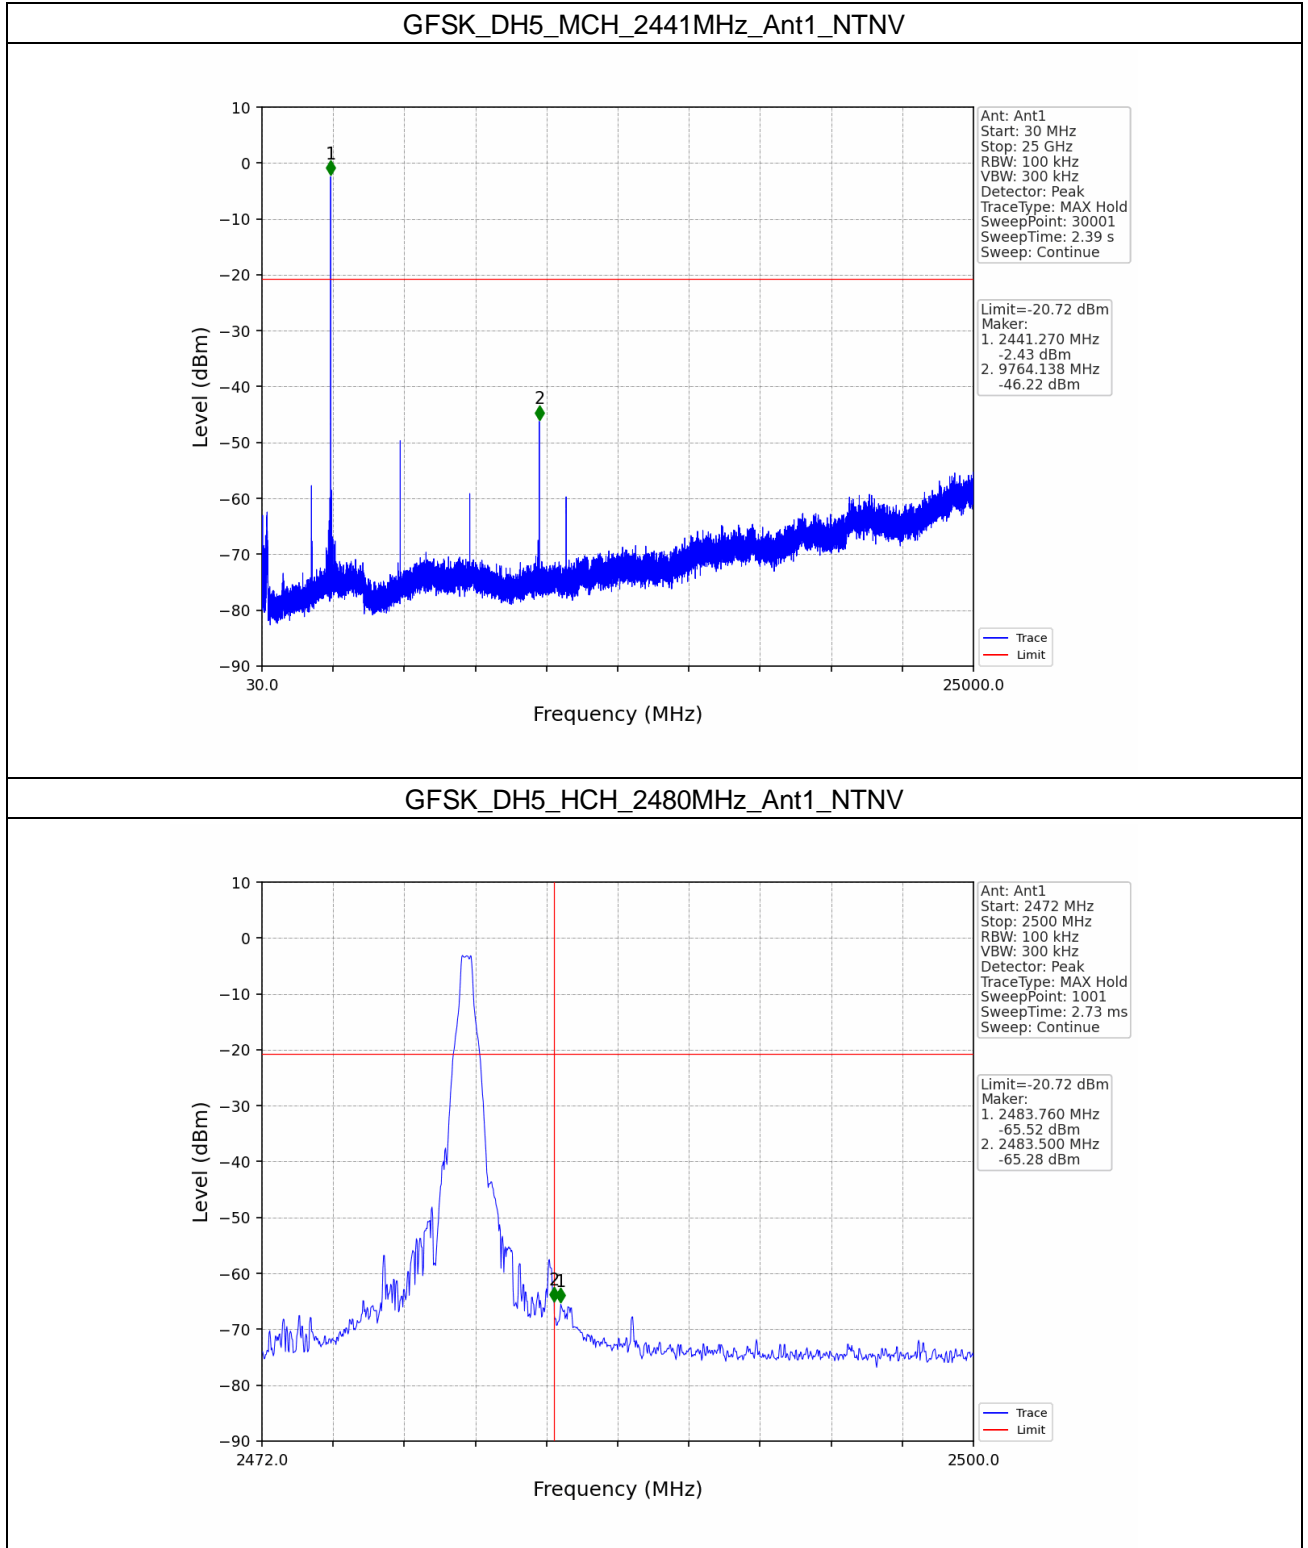 GFSK_DH5_MCH_2441MHz_Ant1_NTNV
10
0
−10
−20
−30
−40
−50
−60
−70
−80
−90
Level (dBm)
1
2
30.0
25000.0
Frequency (MHz)
Ant: Ant1
Start: 30 MHz
Stop: 25 GHz
RBW: 100 kHz
VBW: 300 kHz
Detector: Peak
TraceType: MAX Hold
SweepPoint: 30001
SweepTime: 2.39 s
Sweep: Continue
Limit=-20.72 dBm
Maker:
1. 2441.270 MHz
-2.43 dBm
2. 9764.138 MHz
-46.22 dBm
Trace
Limit
GFSK_DH5_HCH_2480MHz_Ant1_NTNV
10
0
−10
−20
−30
−40
−50
−60
−70
−80
−90
Level (dBm)
2
1
2472.0
2500.0
Frequency (MHz)
Ant: Ant1
Start: 2472 MHz
Stop: 2500 MHz
RBW: 100 kHz
VBW: 300 kHz
Detector: Peak
TraceType: MAX Hold
SweepPoint: 1001
SweepTime: 2.73 ms
Sweep: Continue
Limit=-20.72 dBm
Maker:
1. 2483.760 MHz
-65.52 dBm
2. 2483.500 MHz
-65.28 dBm
Trace
Limit